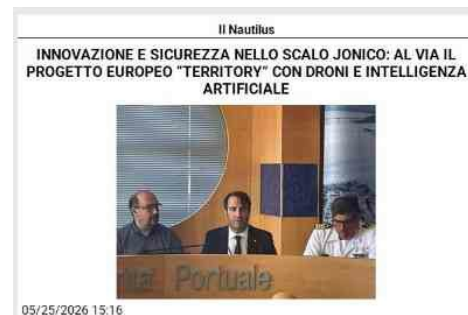 Il Nautilus
INNOVAZIONE E SICUREZZA NELLO SCALO JONICO: AL VIA IL
PROGETTO EUROPEO "TERRITORY" CON DRONI E INTELLIGENZA
ARTIFICIALE
Portuale
05/25/2026 15:16